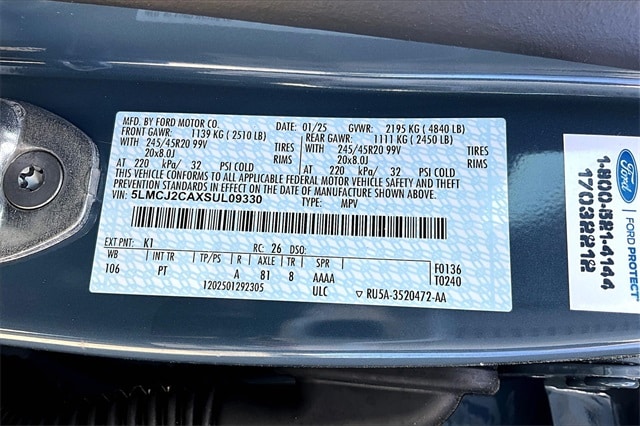 MFD. BY FORD MOTOR CO. 01/25 GVWR: 2195 KG ( 4840 LB)
FRONT GAWR: 1139 KG ( 2510 LB) REAR GAWR: 1111 KG ( 2450 LB)
WITH 245/45R20 99V TIRES WITH 245/45R20 99V TIRES
20x8.0J RIMS 20x8.0J RIMS
AT 220 kPa/ 32 PSI COLD AT 220 kPa/ 32 PSI COLD
THIS VEHICLE CONFORMS TO ALL APPLICABLE FEDERAL MOTOR VEHICLE SAFETY AND THEFT
PREVENTION STANDARDS IN EFFECT ON THE DATE OF MANUFACTURE SHOWN ABOVE.
VIN: 5LMCJ2CAXSUL09330 TYPE: MPV
EXT PNT: K1 RC: 26 DSO:
WB INT TR TP/PS R AXLE TR SPR F0136
106 PT A 81 8 AAAA T0240
120250129230​5 ULC RU5A-3520472-AA
Ford
FORD PROTECT
1-800-521-4144
17032212